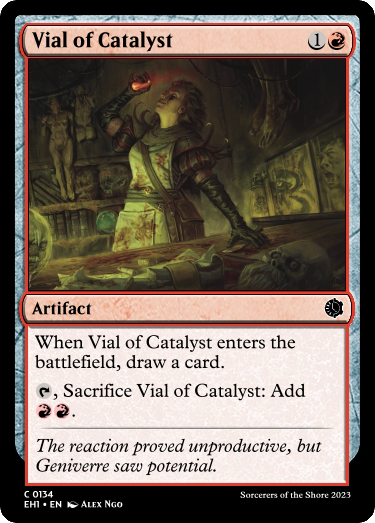 Vial of Catalyst 1
Artifact
When Vial of Catalyst enters the
battlefield, draw a card.
, Sacrifice Vial of Catalyst: Add
.
The reaction proved unproductive, but
Geniverre saw potential.
C 0134
EH1 • EN Alex Ngo
Sorcerers of the Shore 2023